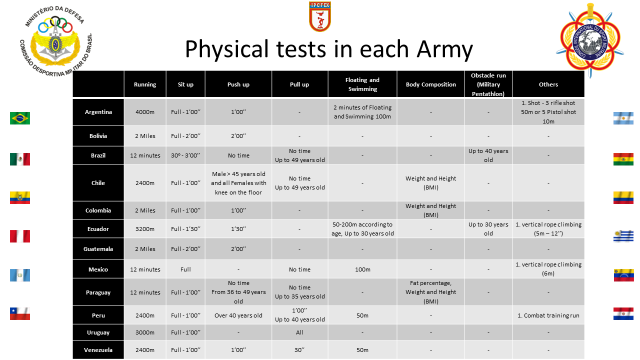 MINISTÉRIO DA DEFESA
COMISSÃO DESPORTIVA MILITAR DO BRASIL
Physical tests in each Army
Running Sit up Push up Pull up Floating and Swimming Body Composition Obstacle run (Military Pentathlon) Others
Argentina 4000m Full - 1'00" 1'00" - 2 minutes of Floating and Swimming 100m - - 1. Shot - 5 rifle shot 50m or 5 Pistol shot 10m
Bolivia 2 Miles Full - 2'00" 2'00" - - - - -
Brazil 12 minutes 30º - 3'00" No time No time Up to 49 year old - - Up to 40 years old -
Chile 2400m Full - 1'00" Male > 45 years old and all Females with knee on the floor No time Up to 49 year old - Weight and Height (BMI) - -
Colombia 2 Miles Full - 1'00" 1'00" - - Weight and Height (BMI) - -
Ecuador 3200m Full - 1'30" 1'30" - 50-200m according to age, Up to 30 years old - Up to 30 years old 1. vertical rope climbing (5m – 12")
Guatemala 2 Miles Full - 2'00" 2'00" - - - - -
Mexico 12 minutes Full - No time 100m - - 1. vertical rope climbing (6m)
Paraguay 12 minutes Full - 1'00" No time From 36 to 49 years old No time Up to 35 years old - Fat percentage, Weight and Height (BMI) - -
Peru 2400m Full - 1'00" Over 40 years old 1'00" Up to 40 years old 50m - - 1. Combat training run
Uruguay 3000m Full - 1'00" - All - - - -
Venezuela 2400m Full - 1'00" 1'00" 30" 50m - - -